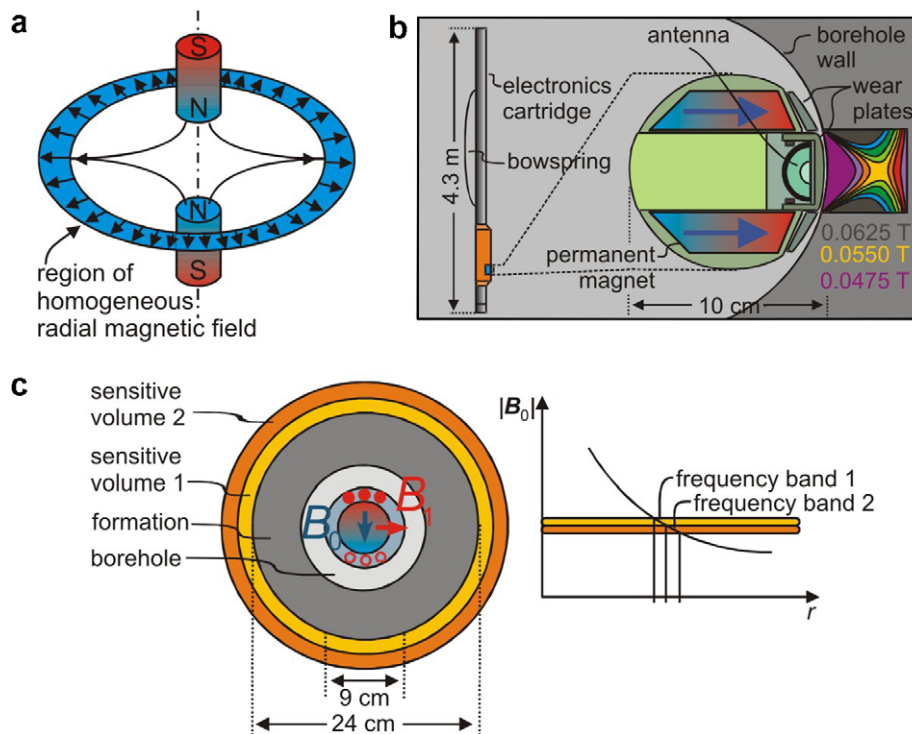 a
S
N
N
S
region of
homogeneous
radial magnetic field
b
4.3 m
electronics
cartridge
bowspring
antenna
borehole
wall
wear
plates
permanent
magnet
10 cm
0.0625 T
0.0550 T
0.0475 T
c
sensitive
volume 2
sensitive
volume 1
formation
borehole
B0
B1
9 cm
24 cm
|B0|
frequency band 1
frequency band 2
r